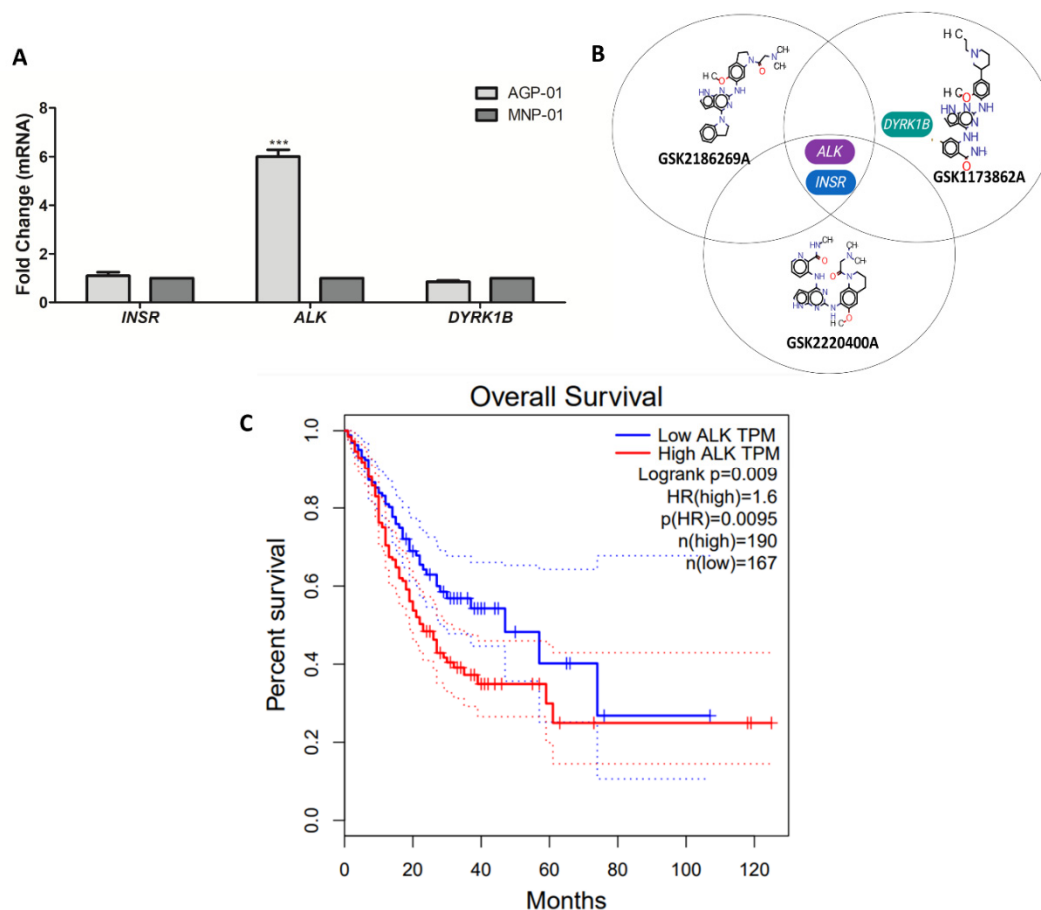 A
AGP-01
MNP-01
Fold Change (mRNA)
8
6
4
2
0
***
INSR
ALK
DYRK1B
B
GSK2186269A
DYRK1B
ALK
INSR
GSK1173862A
GSK2220400A
C
Overall Survival
Low ALK TPM
High ALK TPM
Logrank p=0.009
HR(high)=1.6
p(HR)=0.0095
n(high)=190
n(low)=167
Percent survival
1.0
0.8
0.6
0.4
0.2
0.0
0 20 40 60 80 100 120
Months